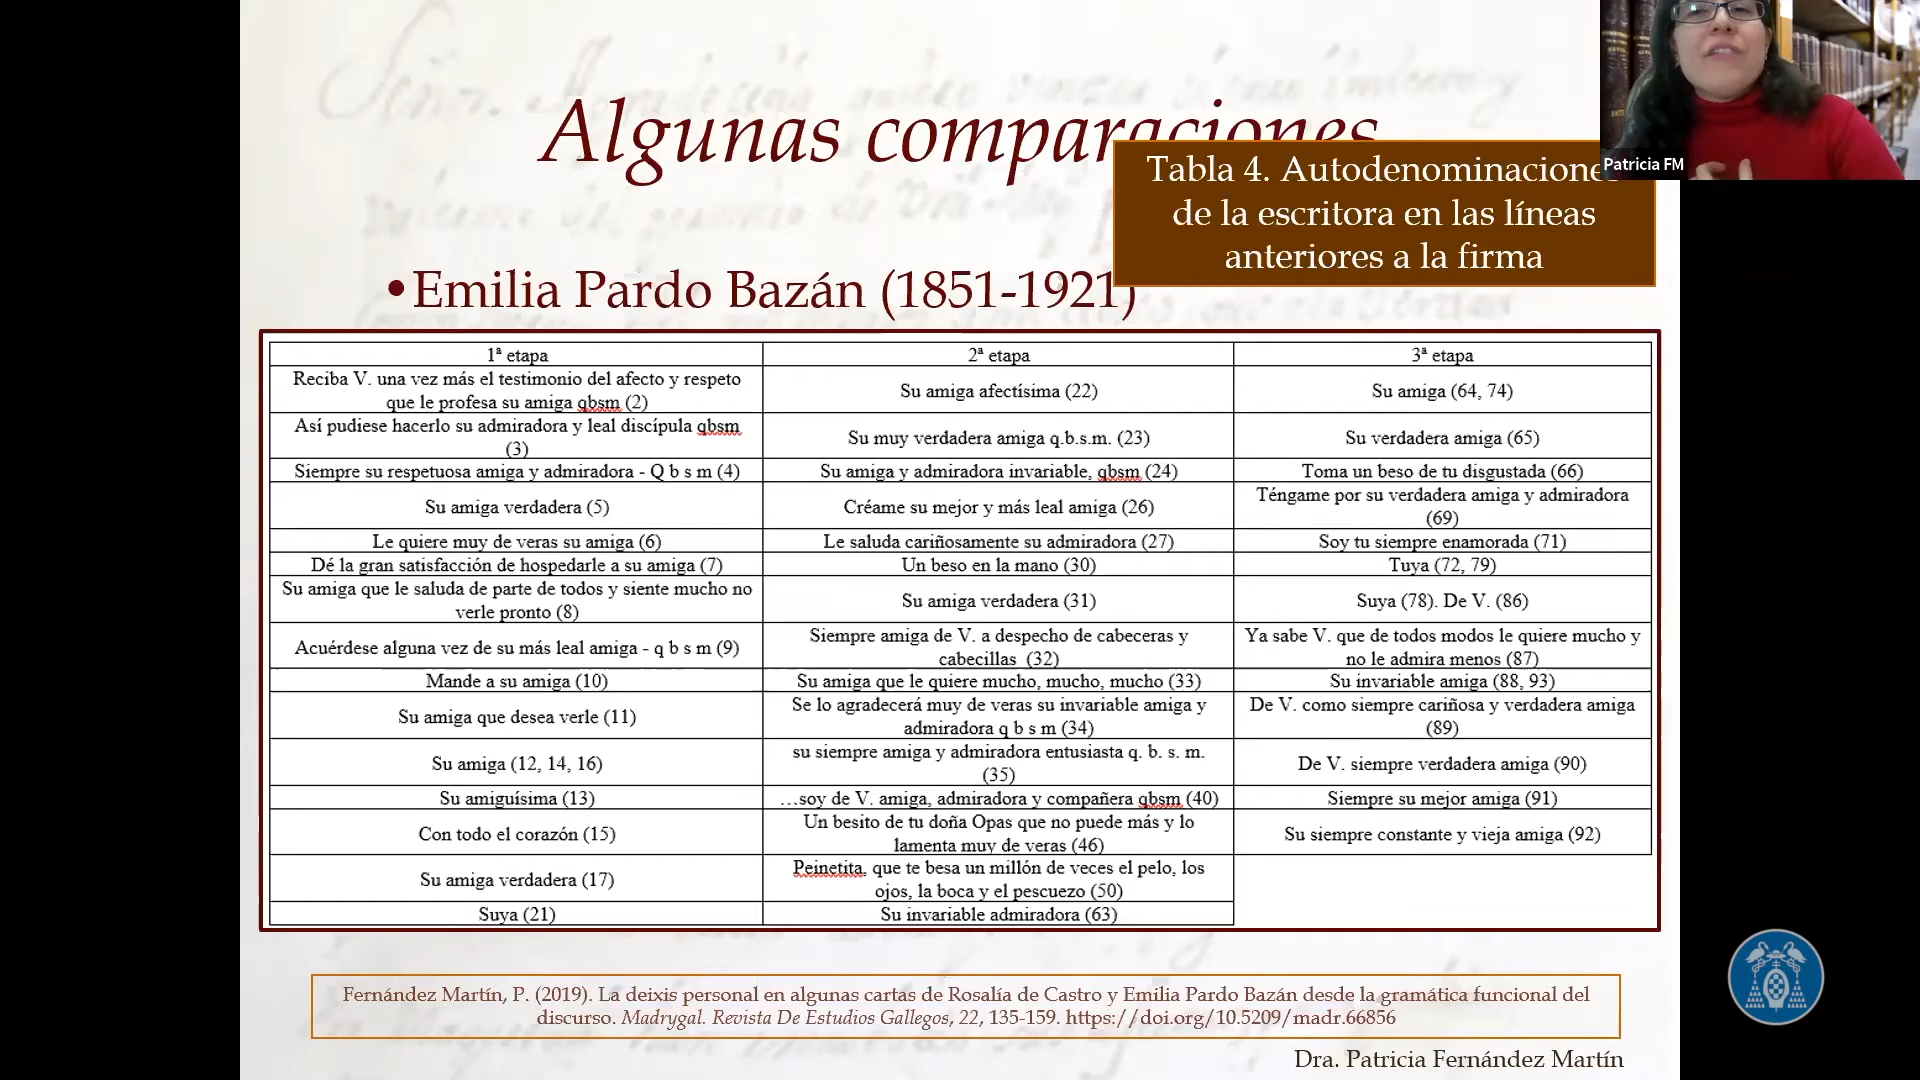 Algunas comparaciones
Patricia FM
Tabla 4. Autodenominacione
de la escritora en las líneas
anteriores a la firma
•Emilia Pardo Bazán (1851-1921)
1ª etapa
2ª etapa
3ª etapa
Reciba V. una vez más el testimonio del afecto y respeto
que le profesa su amiga qbsm (2)
Su amiga afectísima (22)
Su amiga (64, 74)
Así pudiese hacerlo su admiradora y leal discípula qbsm
(3)
Su muy verdadera amiga q.b.s.m. (23)
Su verdadera amiga (65)
Siempre su respetuosa amiga y admiradora - Q b s m (4)
Su amiga y admiradora invariable, qbsm (24)
Toma un beso de tu disgustada (66)
Su amiga verdadera (5)
Créame su mejor y más leal amiga (26)
Téngame por su verdadera amiga y admiradora
(69)
Le quiere muy de veras su amiga (6)
Le saluda cariñosamente su admiradora (27)
Soy tu siempre enamorada (71)
Dé la gran satisfacción de hospedarle a su amiga (7)
Un beso en la mano (30)
Tuya (72, 79)
Su amiga que le saluda de parte de todos y siente mucho no
verle pronto (8)
Su amiga verdadera (31)
Suya (78). De V. (86)
Acuérdese alguna vez de su más leal amiga - q b s m (9)
Siempre amiga de V. a despecho de cabeceras y
cabecillas (32)
Ya sabe V. que de todos modos le quiere mucho y
no le admira menos (87)
Mande a su amiga (10)
Su amiga que le quiere mucho, mucho, mucho (33)
Su invariable amiga (88, 93)
Su amiga que desea verle (11)
Se lo agradecerá muy de veras su invariable amiga y
admiradora q b s m (34)
De V. como siempre cariñosa y verdadera amiga
(89)
Su amiga (12, 14, 16)
su siempre amiga y admiradora entusiasta q. b. s. m.
(35)
De V. siempre verdadera amiga (90)
Su amiguísima (13)
…soy de V. amiga, admiradora y compañera qbsm (40)
Siempre su mejor amiga (91)
Con todo el corazón (15)
Un besito de tu doña Opas que no puede más y lo
lamenta muy de veras (46)
Su siempre constante y vieja amiga (92)
Su amiga verdadera (17)
Peinetita, que te besa un millón de veces el pelo, los
ojos, la boca y el pescuezo (50)
Suya (21)
Su invariable admiradora (63)
Fernández Martín, P. (2019). La deixis personal en algunas cartas de Rosalía de Castro y Emilia Pardo Bazán desde la gramática funcional del
discurso. Madrygal. Revista De Estudios Gallegos, 22, 135-159. https://doi.org/10.5209/madr.66856
Dra. Patricia Fernández Martín